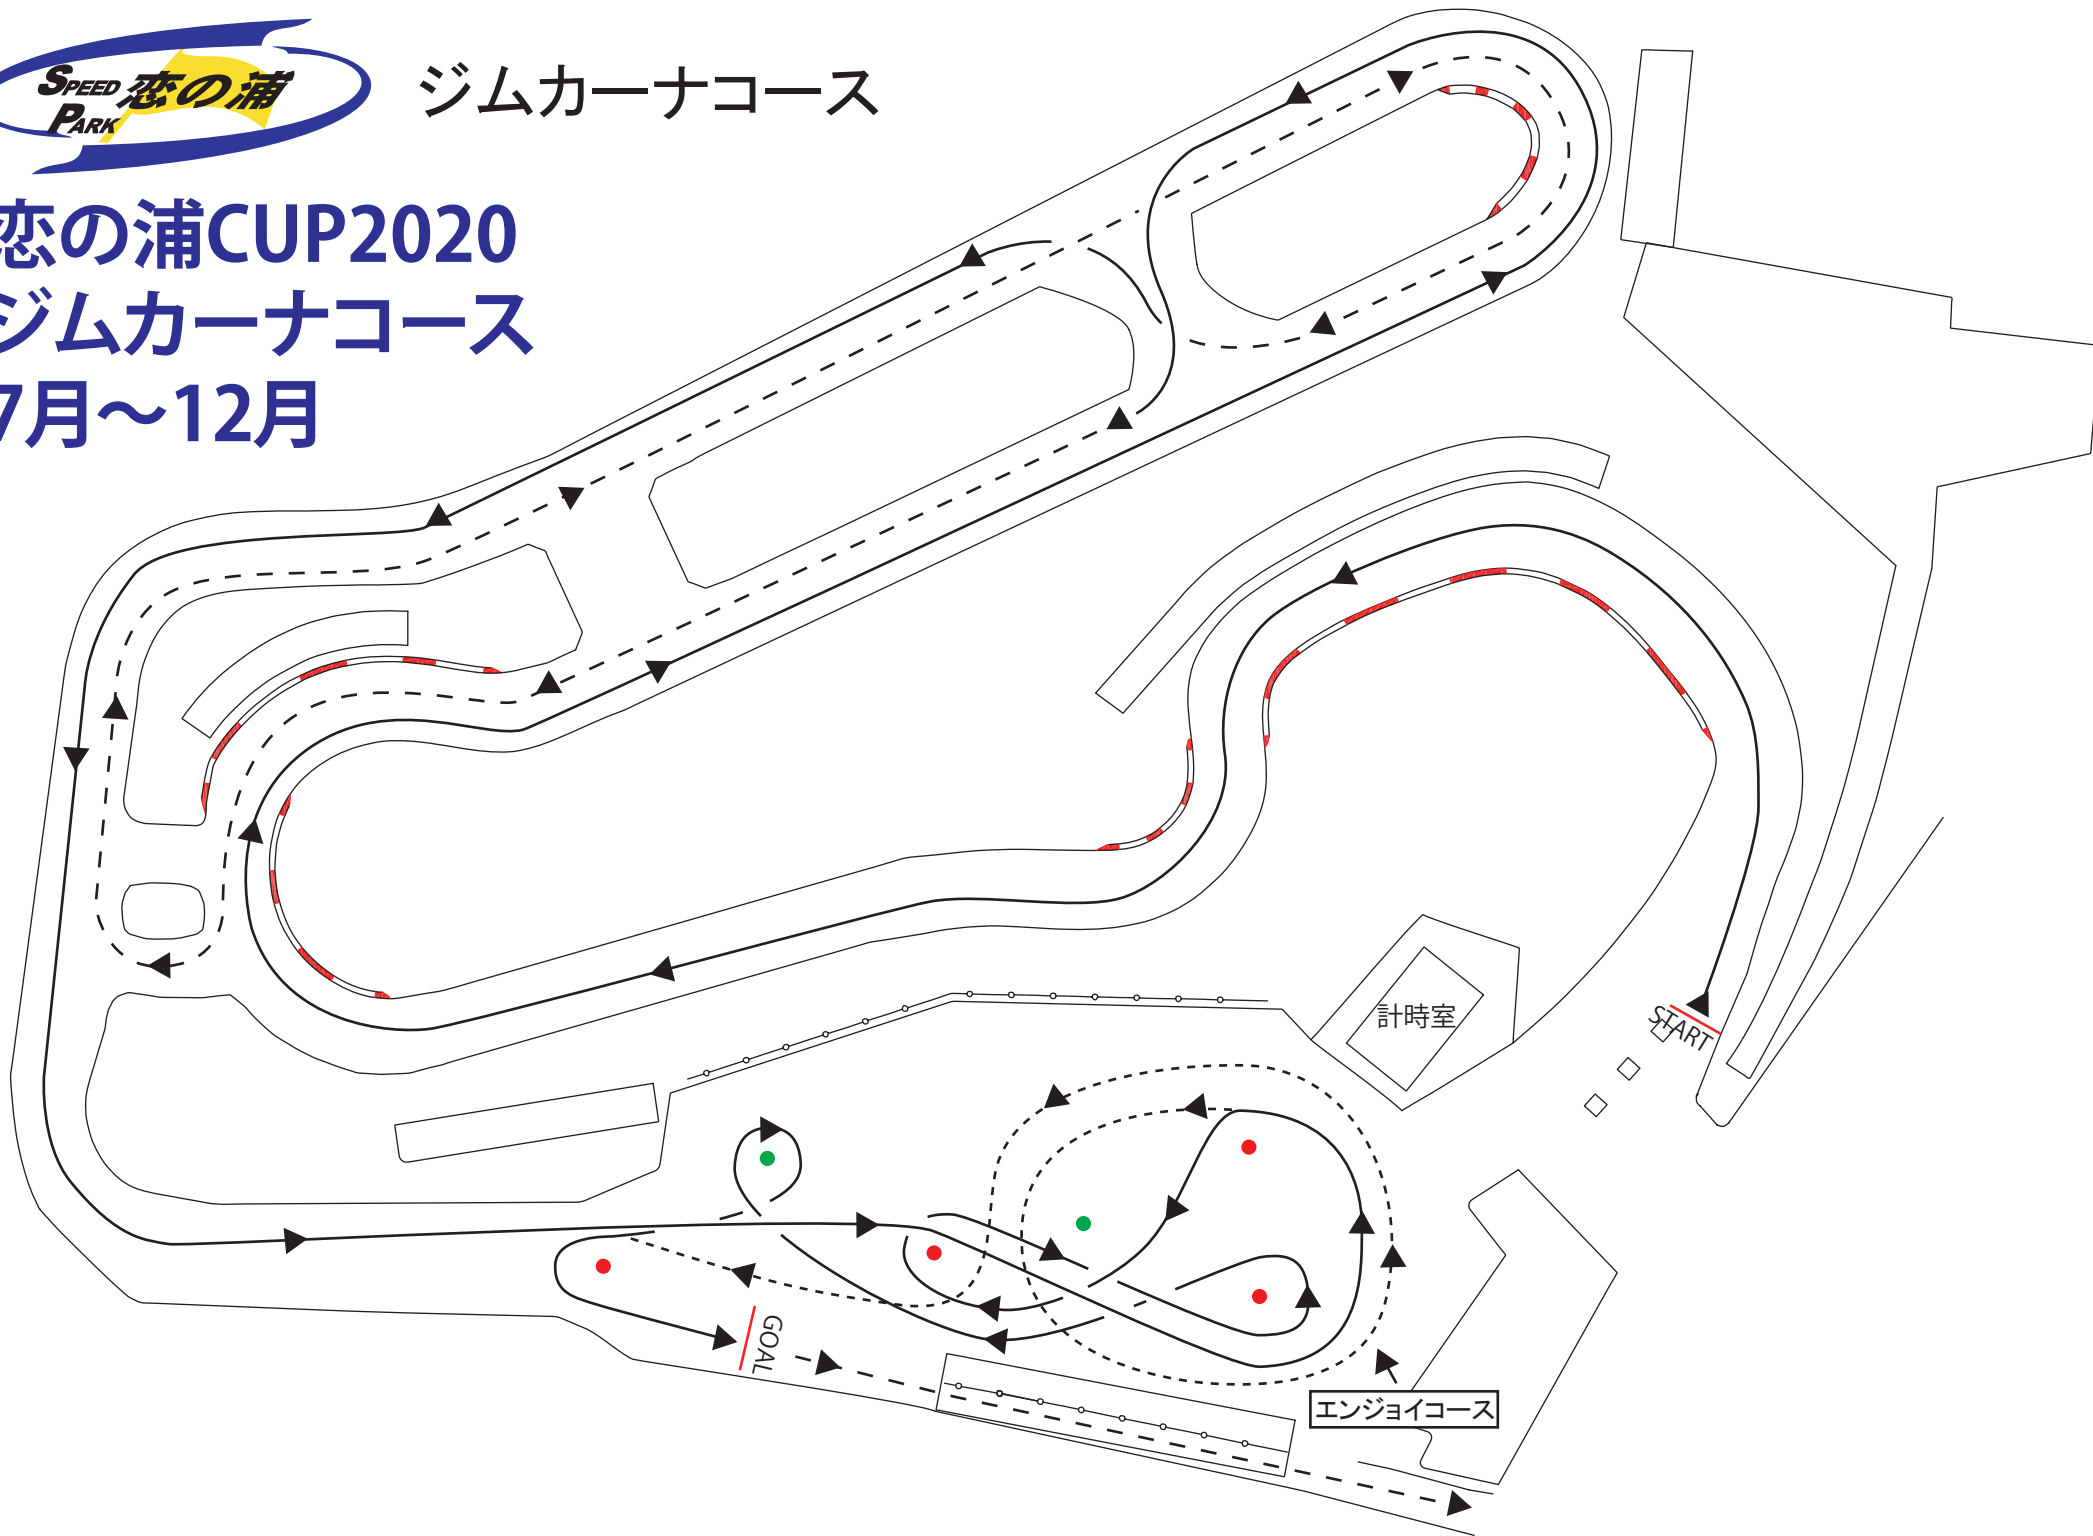 SPEED PARK 恋の浦
ジムカーナコース
恋の浦CUP2020
ジムカーナコース
7月～12月
計時室
START
GOAL
エンジョイコース